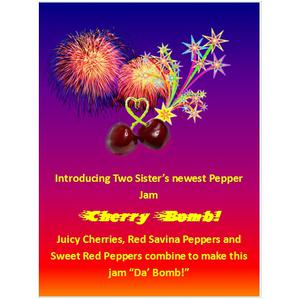 Introducing Two Sister's newest Pepper
Jam
Cherry Bomb!
Juicy Cherries, Red Savina Peppers and
Sweet Red Peppers combine to make this
jam "Da' Bomb!"